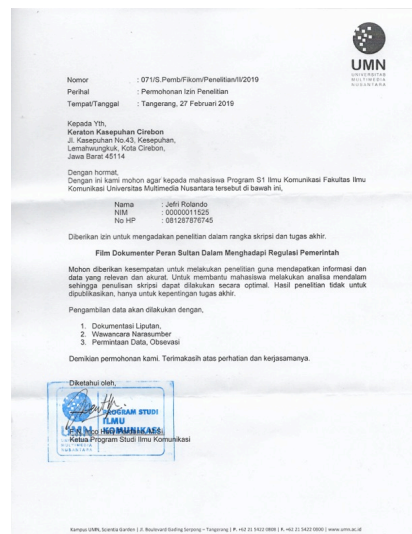 UMN
UNIVERSITAS
MULTIMEDIA
NUSANTARA
Nomor : 071/S.Pemb/Fikom/Penelitian/II/2019
Perihal : Permohonan Izin Penelitian
Tempat/Tanggal : Tangerang, 27 Februari 2019
Kepada Yth,
Keraton Kasepuhan Cirebon
Jl. Kasepuhan No.43, Kesepuhan,
Lemahwungkuk, Kota Cirebon,
Jawa Barat 45114
Dengan hormat,
Dengan ini kami mohon agar kepada mahasiswa Program S1 Ilmu Komunikasi Fakultas Ilmu
Komunikasi Universitas Multimedia Nusantara tersebut di bawah ini,
Nama : Jefri Rolando
NIM : 00000011525
No HP : 081287876745
Diberikan izin untuk mengadakan penelitian dalam rangka skripsi dan tugas akhir.
Film Dokumenter Peran Sultan Dalam Menghadapi Regulasi Pemerintah
Mohon diberikan kesempatan untuk melakukan penelitian guna mendapatkan informasi dan
data yang relevan dan akurat. Untuk membantu mahasiswa melakukan analisa mendalam
sehingga penulisan skripsi dapat dilakukan secara optimal. Hasil penelitian tidak untuk
dipublikasikan, hanya untuk kepentingan tugas akhir.
Pengambilan data akan dilakukan dengan,
1. Dokumentasi Liputan,
2. Wawancara Narasumber
3. Permintaan Data, Obsevasi
Demikian permohonan kami. Terimakasih atas perhatian dan kerjasamanya.
Diketahui oleh,
PROGRAM STUDI
ILMU
UMN KOMUNIKASI
Ketua Program Studi Ilmu Komunikasi
Kampus UMN, Scientia Garden | Jl. Boulevard Gading Serpong – Tangerang | P. +62 21 5422 0808 | F. +62 21 5422 0800 | www.umn.ac.id